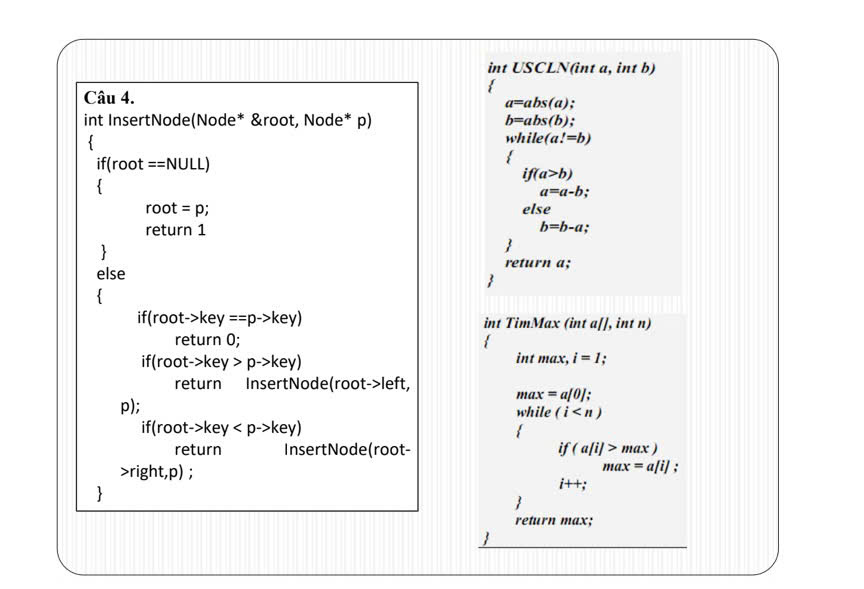 Câu 4.
int InsertNode(Node* &root, Node* p)
{
if(root ==NULL)
{
root = p;
return 1
}
else
{
if(root->key ==p->key)
return 0;
if(root->key > p->key)
return InsertNode(root->left,
p);
if(root->key < p->key)
return InsertNode(root-
>right,p) ;
}
int USCLN(int a, int b)
{
a=abs(a);
b=abs(b);
while(a!=b)
{
if(a>b)
a=a-b;
else
b=b-a;
}
return a;
}
int TimMax (int a[], int n)
{
int max, i = 1;
max = a[0];
while ( i < n )
{
if ( a[i] > max )
max = a[i] ;
i++;
}
return max;
}